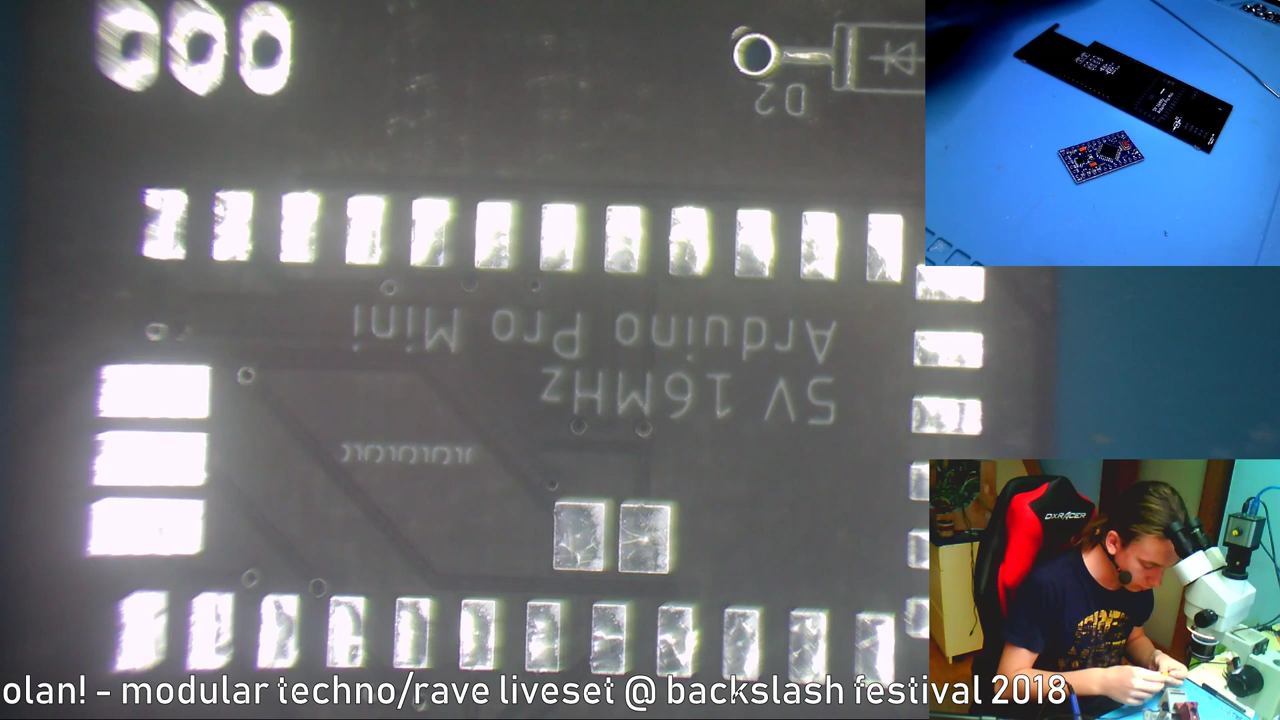 D2
Arduino Pro Mini
5V 16MHz
DXRACER
olan! - modular techno/rave liveset @ backslash festival 2018